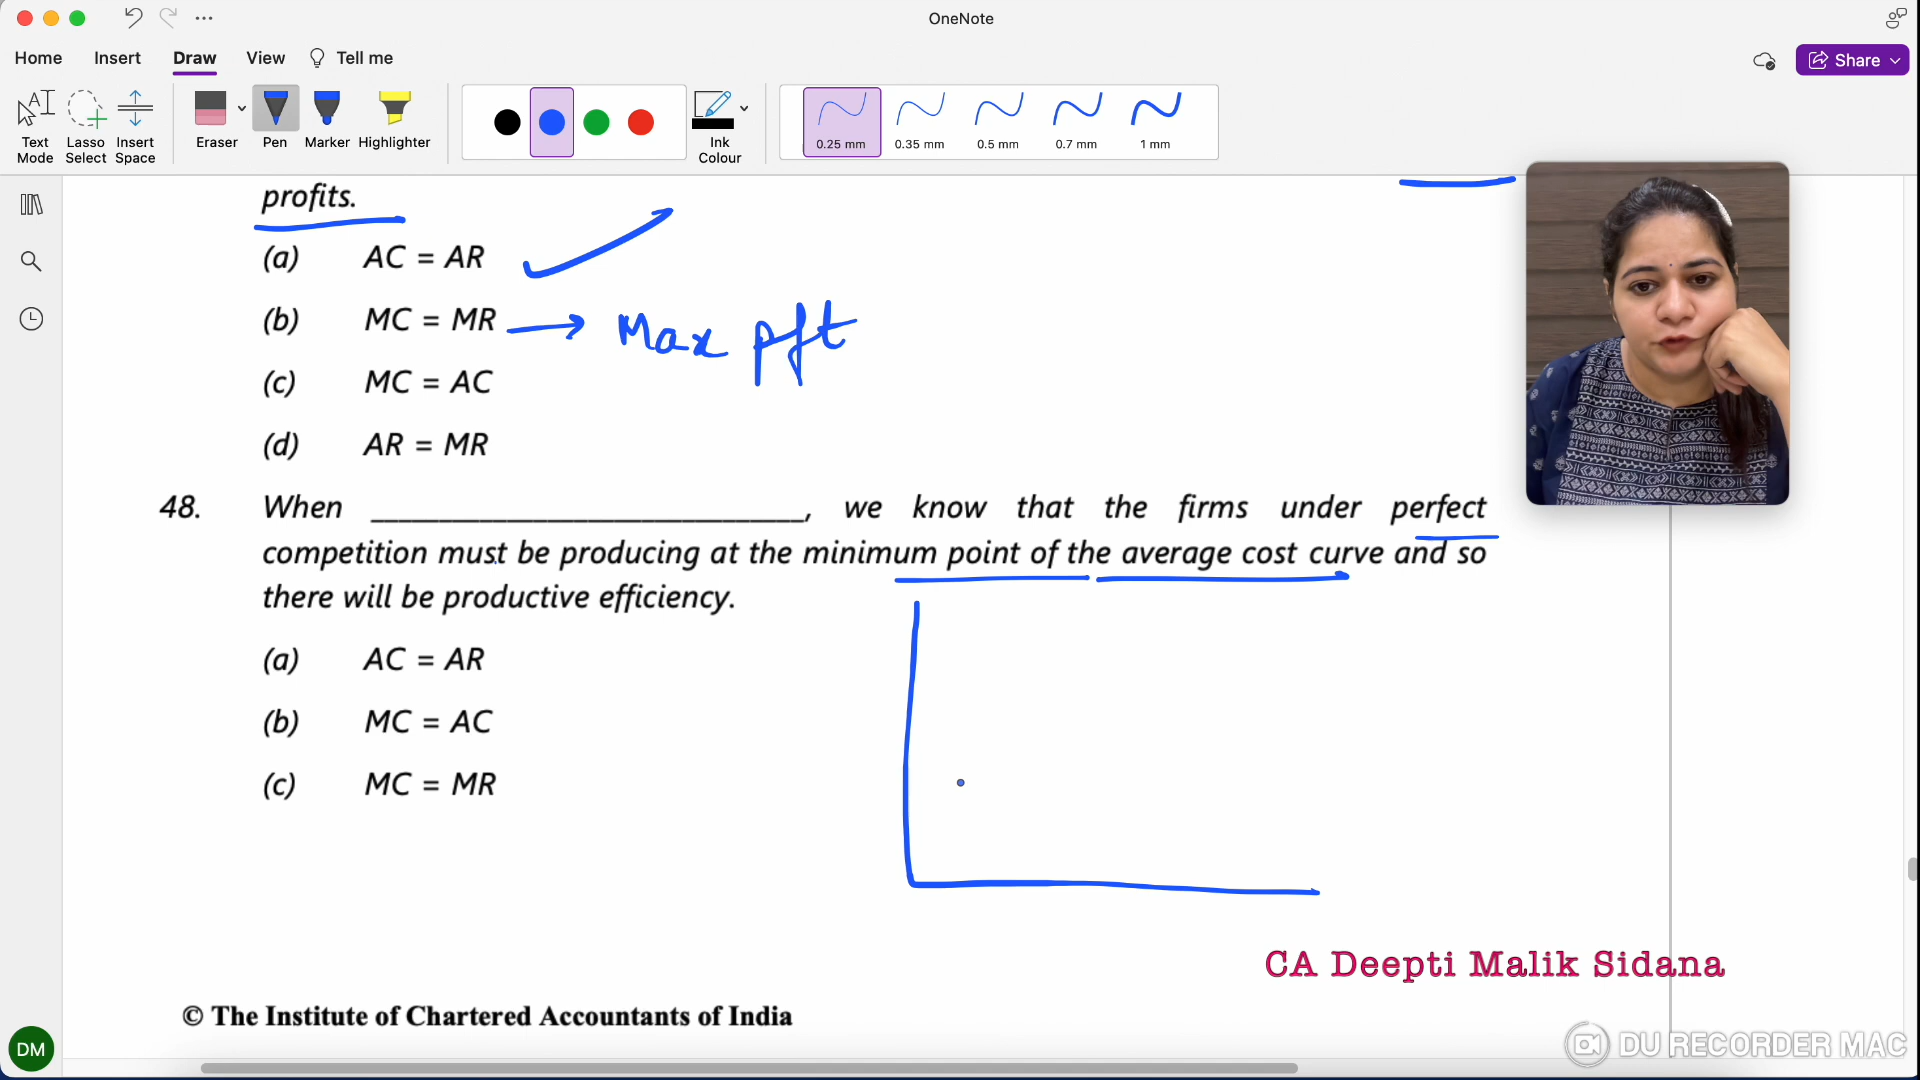 OneNote
Home Insert Draw View Tell me
Share
Text Mode
Lasso Select
Insert Space
Eraser
Pen
Marker
Highlighter
Ink Colour
0.25 mm
0.35 mm
0.5 mm
0.7 mm
1 mm
profits.
(a) AC = AR
(b) MC = MR → Max pft
(c) MC = AC
(d) AR = MR
48. When ______________________________, we know that the firms under perfect
competition must be producing at the minimum point of the average cost curve and so
there will be productive efficiency.
(a) AC = AR
(b) MC = AC
(c) MC = MR
CA Deepti Malik Sidana
© The Institute of Chartered Accountants of India
DM
DU RECORDER MAC